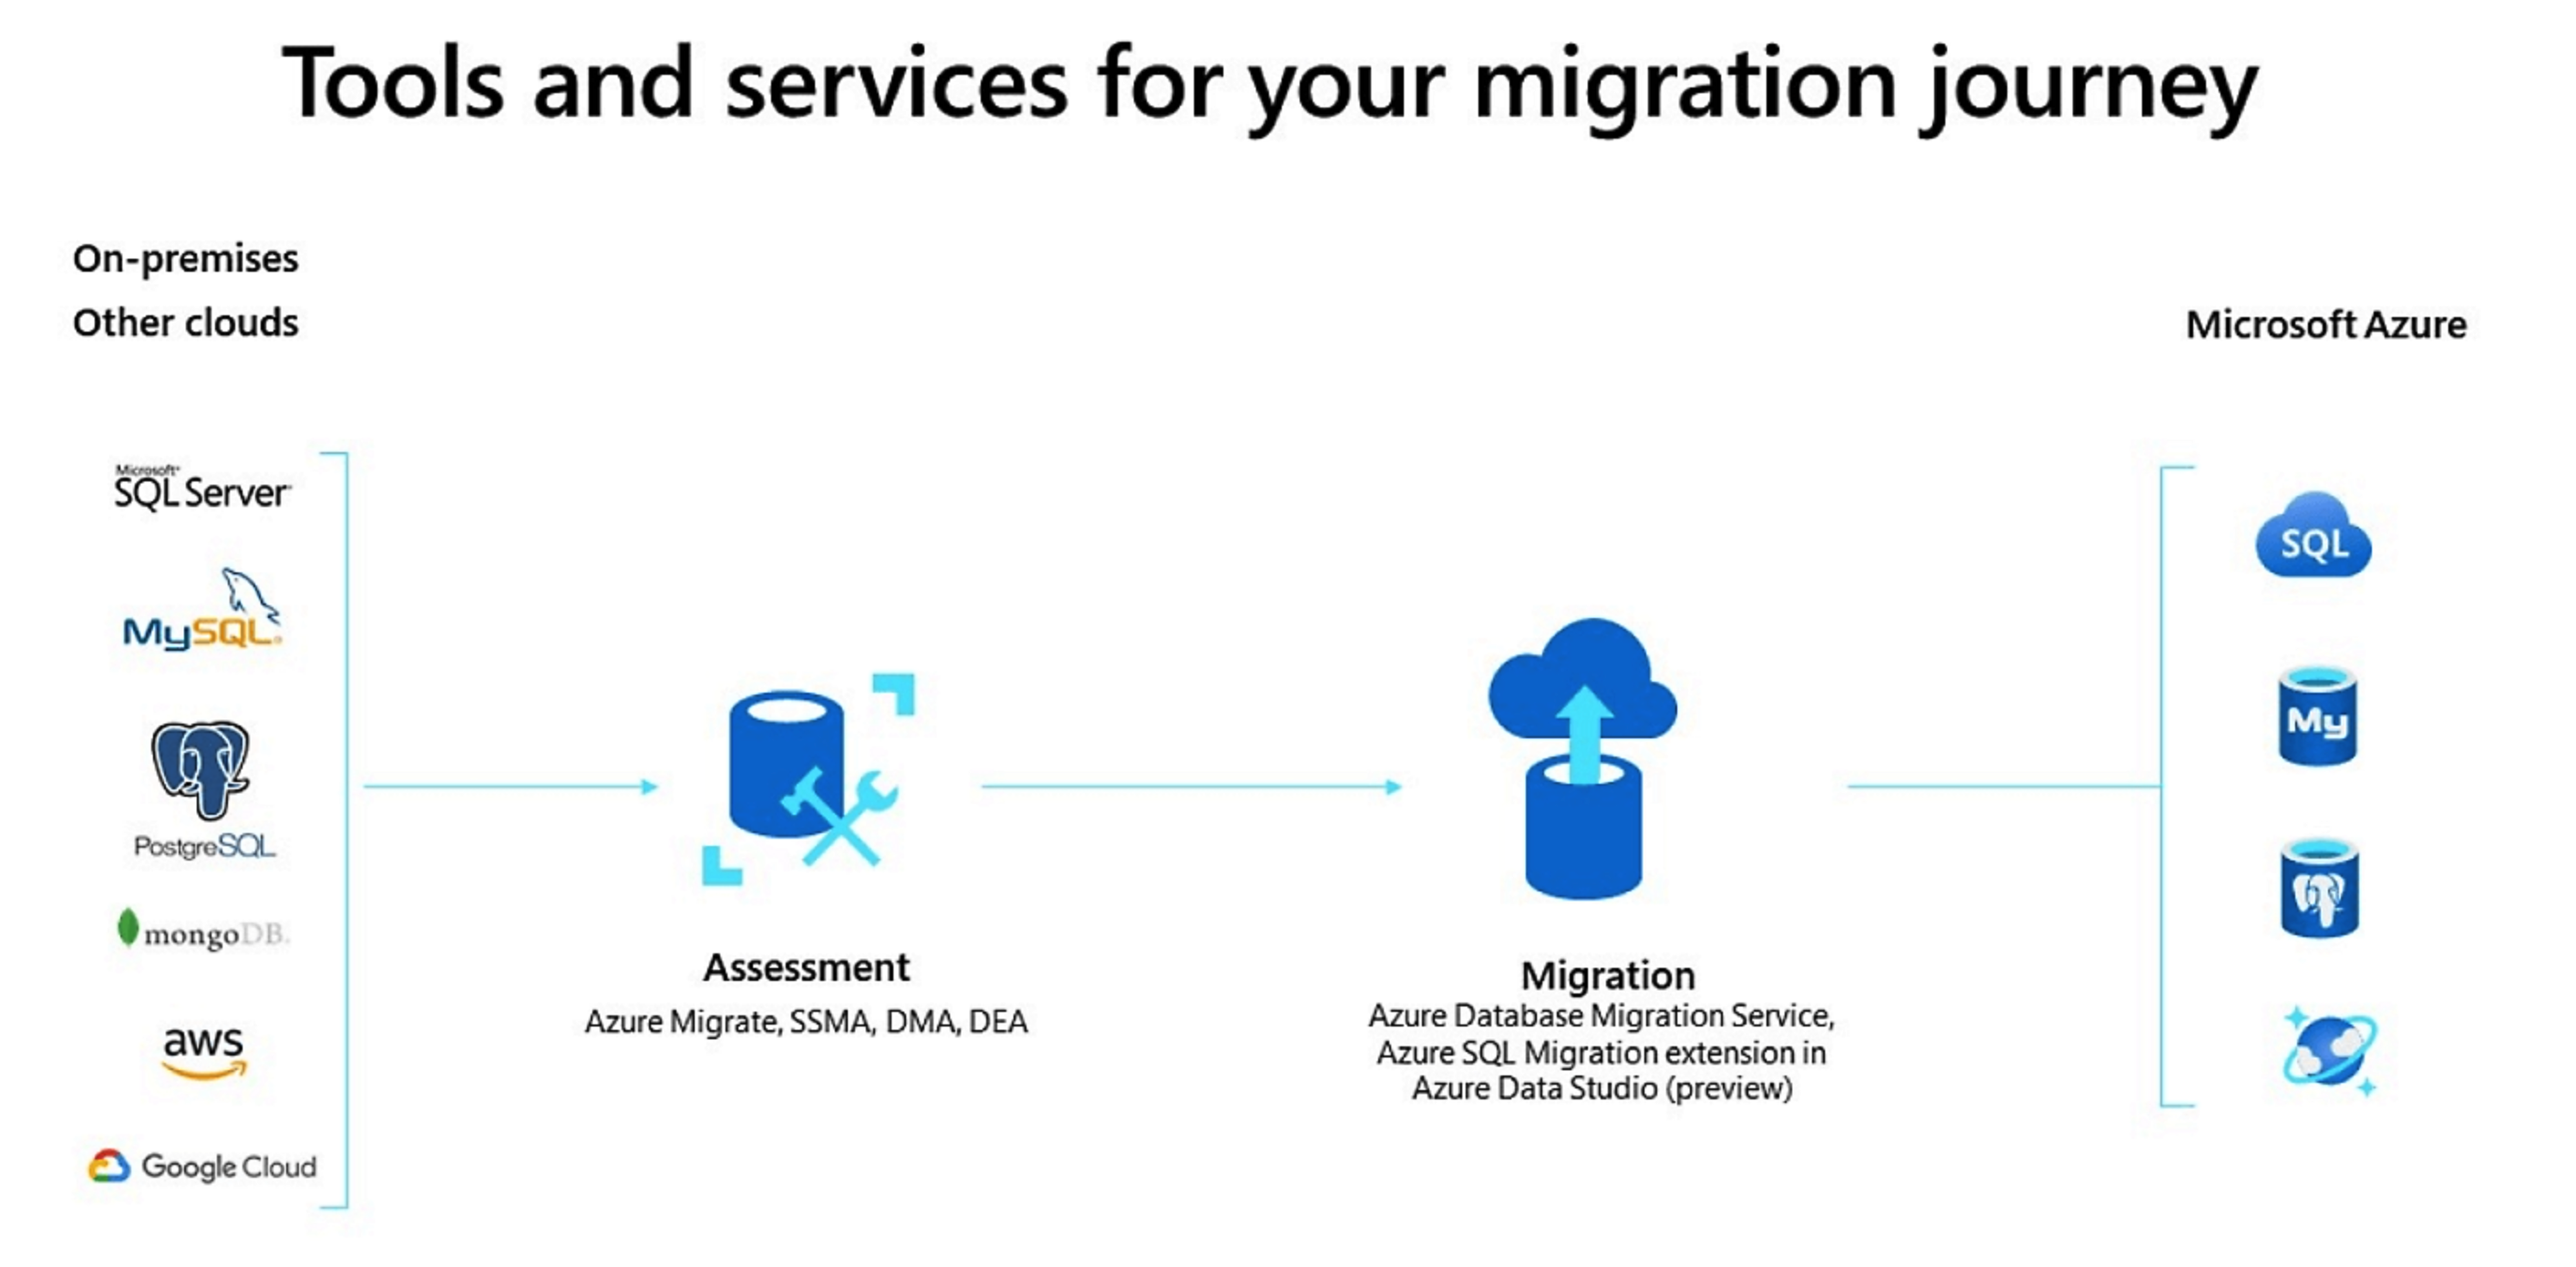 Tools and services for your migration journey
On-premises
Other clouds
Microsoft Azure
Microsoft
SQL Server
MySQL
PostgreSQL
mongoDB.
aws
Google Cloud
Assessment
Azure Migrate, SSMA, DMA, DEA
Migration
Azure Database Migration Service,
Azure SQL Migration extension in
Azure Data Studio (preview)
SQL
My